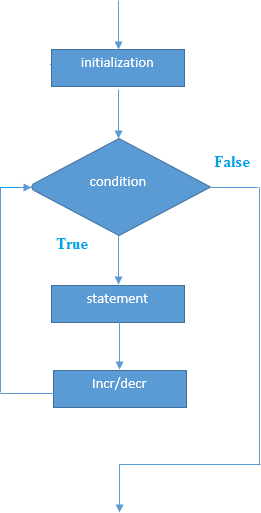 initialization
condition
False
True
statement
Incr/decr